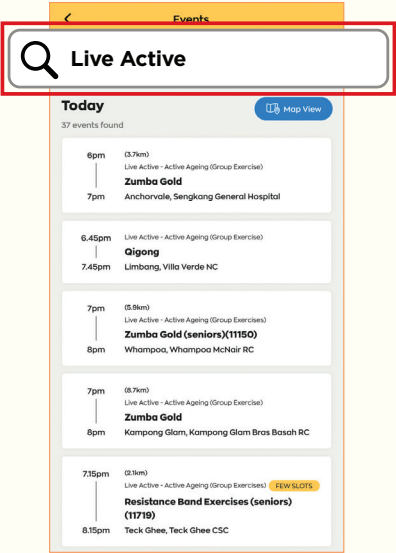 Events
Live Active
Today
Map View
37 events found
6pm
(3.7km)
Live Active - Active Ageing (Group Exercise)
Zumba Gold
7pm
Anchorvale, Sengkang General Hospital
6.45pm
Live Active - Active Ageing (Group Exercise)
Qigong
7.45pm
Limbang, Villa Verde NC
7pm
(5.9km)
Live Active - Active Ageing (Group Exercises)
Zumba Gold (seniors)(11150)
8pm
Whampoa, Whampoa McNair RC
7pm
(8.7km)
Live Active - Active Ageing (Group Exercise)
Zumba Gold
8pm
Kampong Glam, Kampong Glam Bras Basah RC
7.15pm
(2.1km)
Live Active - Active Ageing (Group Exercises) FEW SLOTS
Resistance Band Exercises (seniors)
(11719)
8.15pm
Teck Ghee, Teck Ghee CSC